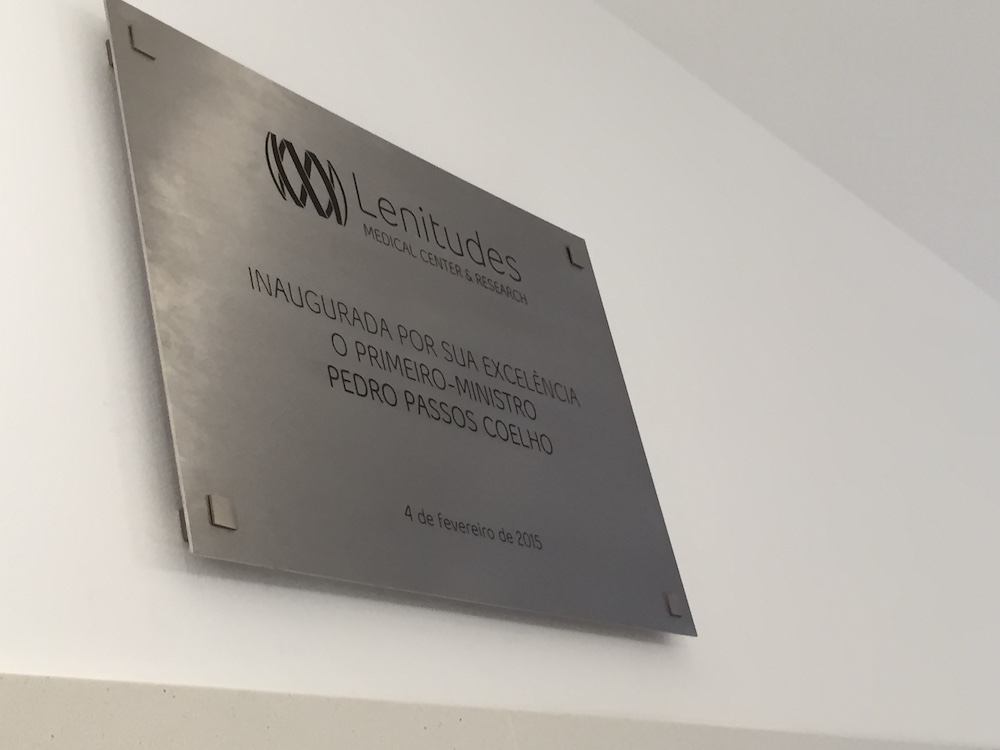 Lenitudes
MEDICAL CENTER & RESEARCH
INAUGURADA POR SUA EXCELÊNCIA
O PRIMEIRO-MINISTRO
PEDRO PASSOS COELHO
4 de fevereiro de 2015